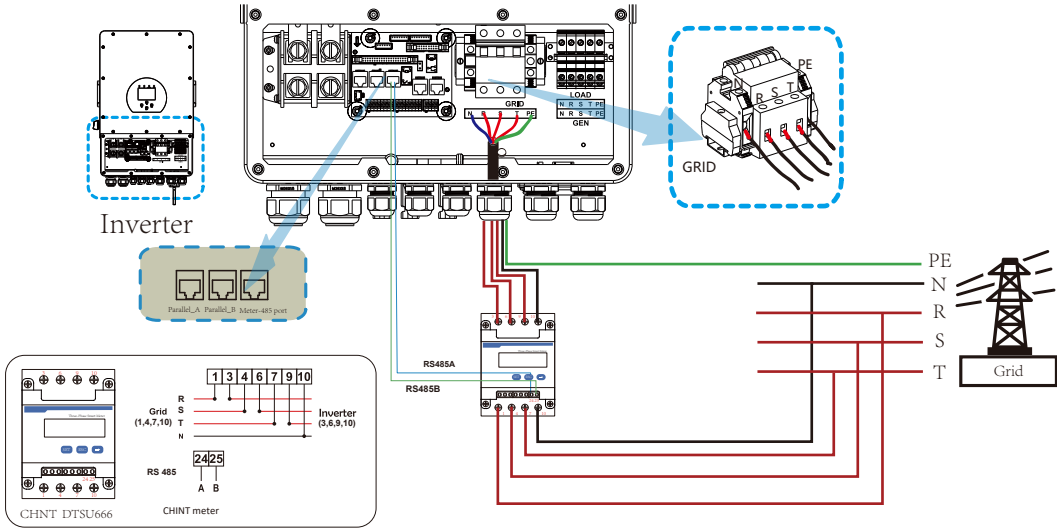 PE
N
R
S
T
GRID
LOAD
N R S T PE
N R S T PE
GEN
GRID
N
R
R
R
PE
Inverter
Parallel_A
Parallel_B
Meter-485 port
PE
N
R
S
T
Grid
RS485A
RS485B
CHNT DTSU666
1 3 4 6 7 9 10
R
S
T
N
Grid
(1,4,7,10)
Inverter
(3,6,9,10)
RS 485
24 25
A B
CHINT meter